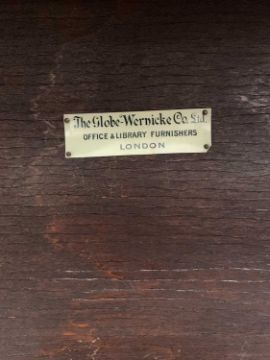 The Globe-Wernicke Co. Ltd.
OFFICE & LIBRARY FURNISHERS
LONDON